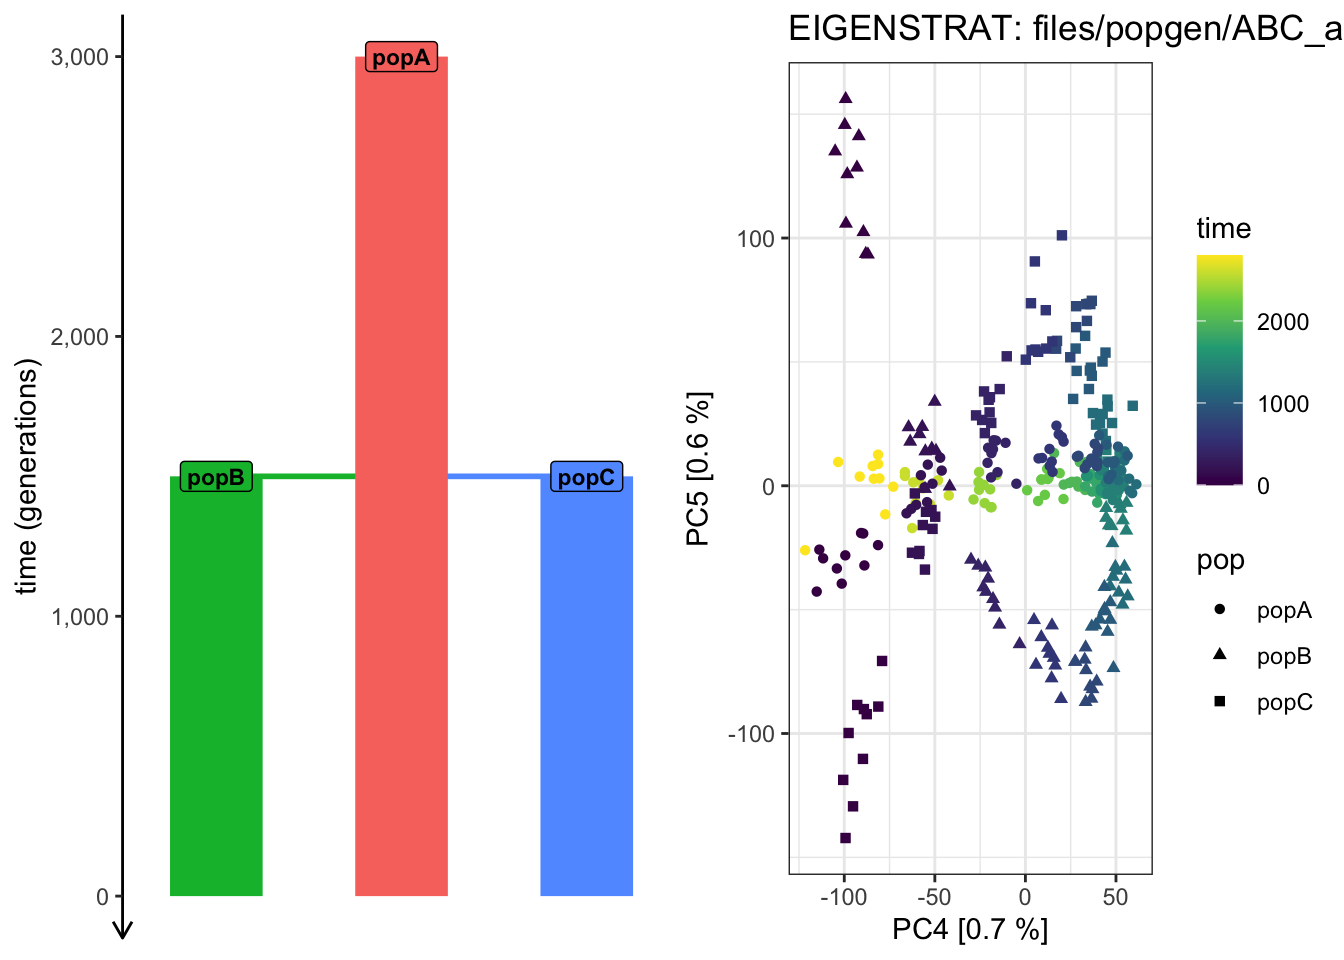 3,000
2,000
1,000
0
time (generations)
popA
popB
popC
EIGENSTRAT: files/popgen/ABC_a
100
0
-100
PC5 [0.6 %]
-100
-50
0
50
PC4 [0.7 %]
time
2000
1000
0
pop
popA
popB
popC